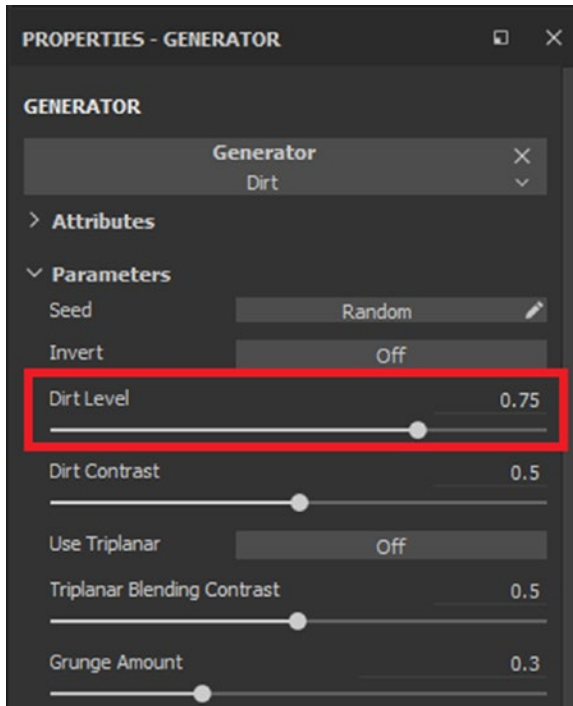 PROPERTIES - GENERATOR
GENERATOR
Generator
Dirt
Attributes
Parameters
Seed Random
Invert Off
Dirt Level 0.75
Dirt Contrast 0.5
Use Triplanar Off
Triplanar Blending Contrast 0.5
Grunge Amount 0.3